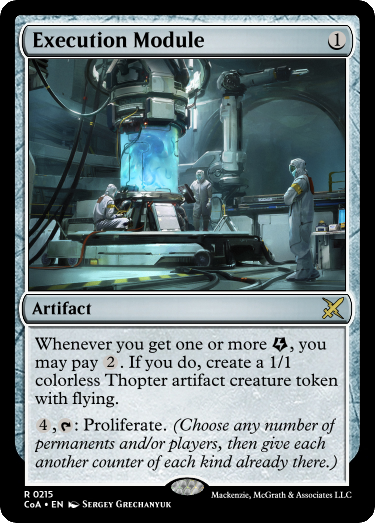 Execution Module 1
Artifact
Whenever you get one or more , you
may pay 2 . If you do, create a 1/1
colorless Thopter artifact creature token
with flying.
4 , : Proliferate. (Choose any number of
permanents and/or players, then give each
another counter of each kind already there.)
R 0215
CoA • EN Sergey Grechanyuk
Mackenzie, McGrath & Associates LLC